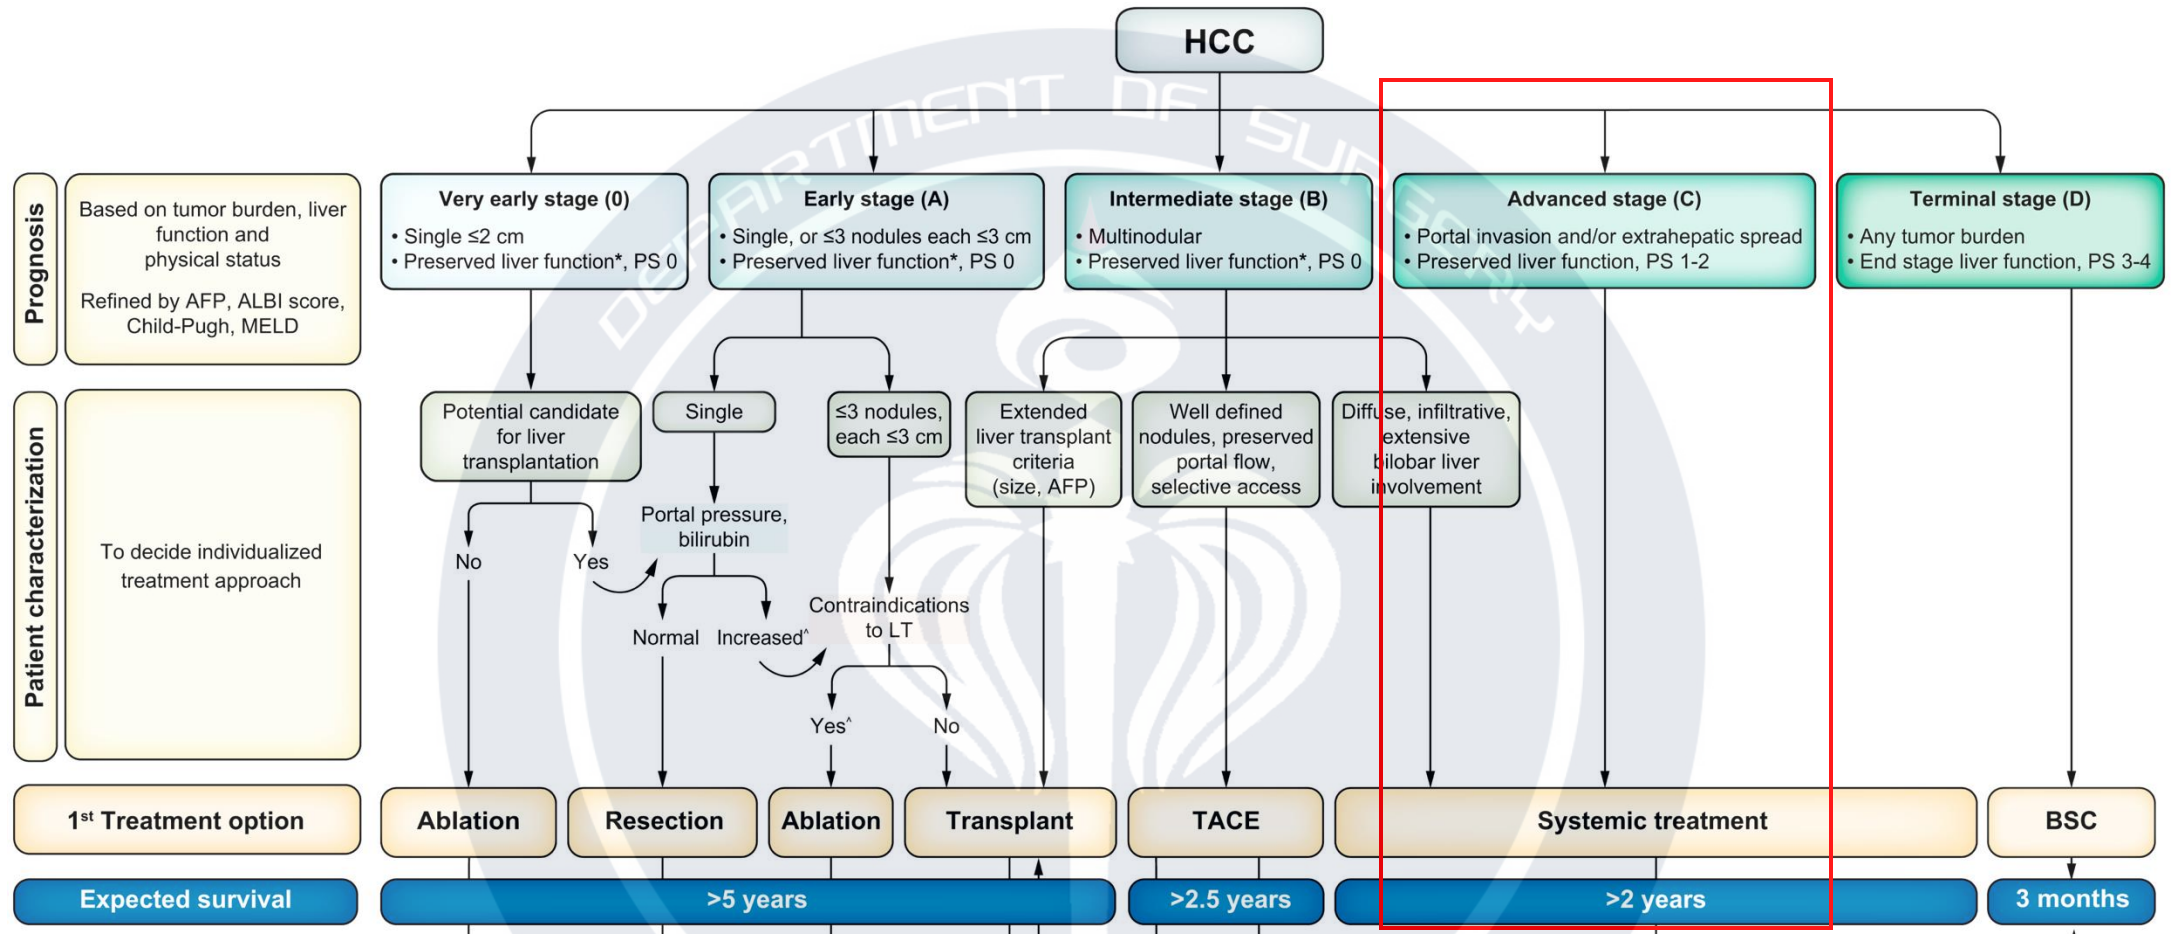 HCC
DEPARTMENT OF SURGERY
Prognosis
Based on tumor burden, liver
function and
physical status
Refined by AFP, ALBI score,
Child-Pugh, MELD
Very early stage (0)
• Single ≤2 cm
• Preserved liver function*, PS 0
Early stage (A)
• Single, or ≤3 nodules each ≤3 cm
• Preserved liver function*, PS 0
Intermediate stage (B)
• Multinodular
• Preserved liver function*, PS 0
Advanced stage (C)
• Portal invasion and/or extrahepatic spread
• Preserved liver function, PS 1-2
Terminal stage (D)
• Any tumor burden
• End stage liver function, PS 3-4
Patient characterization
To decide individualized
treatment approach
Potential candidate
for liver
transplantation
No
Yes
Single
Portal pressure,
bilirubin
Normal
Increased^
≤3 nodules,
each ≤3 cm
Contraindications
to LT
Yes^
No
Extended
liver transplant
criteria
(size, AFP)
Well defined
nodules, preserved
portal flow,
selective access
Diffuse, infiltrative,
extensive
bilobar liver
involvement
1st Treatment option
Ablation
Resection
Ablation
Transplant
TACE
Systemic treatment
BSC
Expected survival
>5 years
>2.5 years
>2 years
3 months